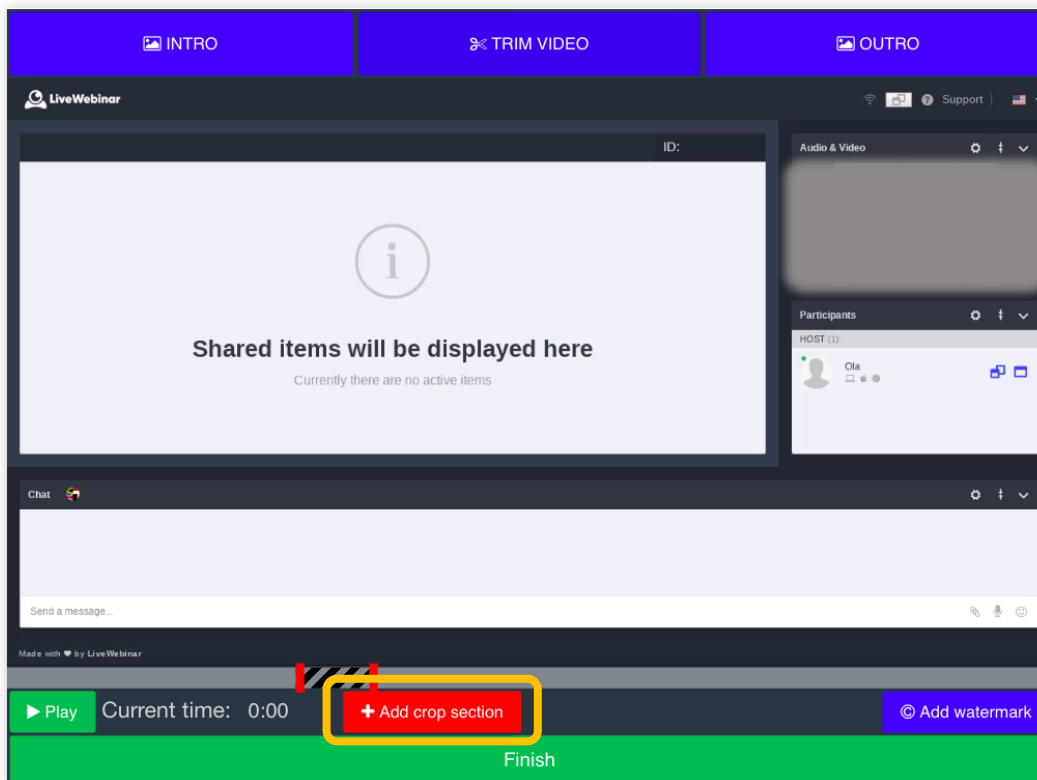 INTRO
TRIM VIDEO
OUTRO
LiveWebinar
Support
ID:
Audio & Video
Shared items will be displayed here
Currently there are no active items
Participants
HOST (1)
Ola
Chat
Send a message...
Made with ♥ by LiveWebinar
Play
Current time: 0:00
+ Add crop section
© Add watermark
Finish